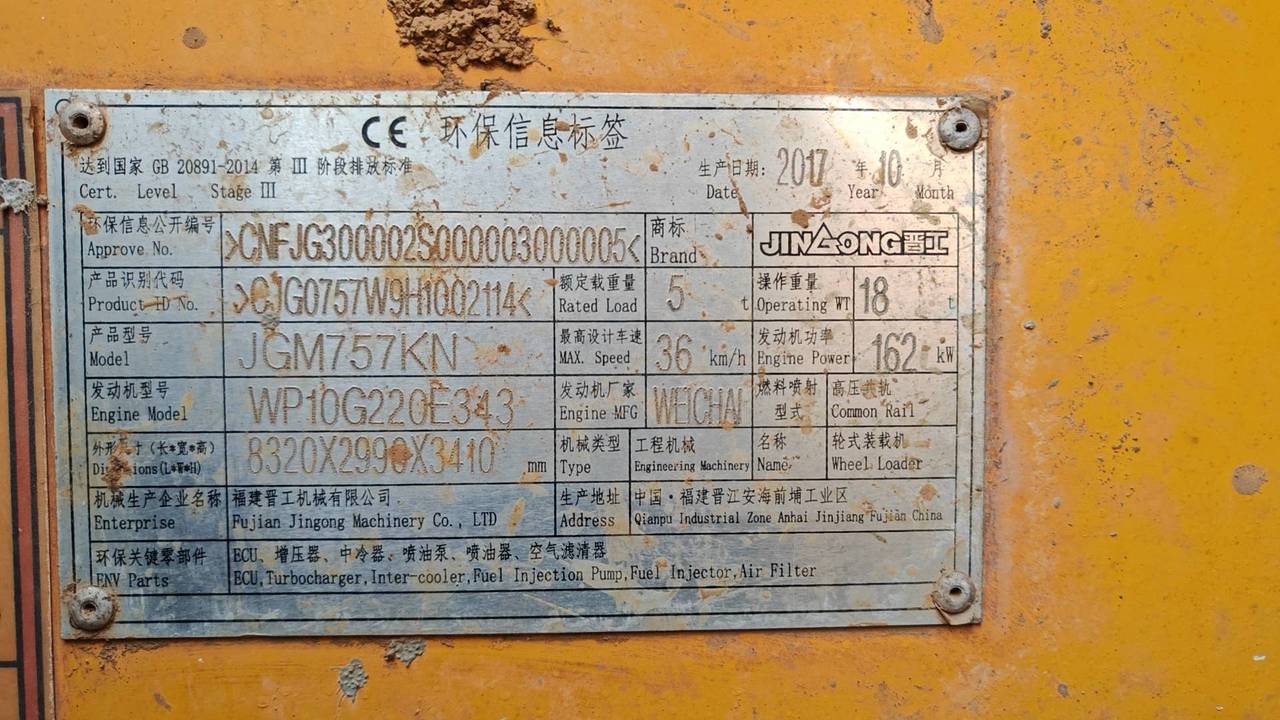 CE 环保信息标签
达到国家 GB 20891-2014 第 III 阶段排放标准
Cert. Level Stage III
生产日期: 2017 年 10 月
Date Year Month
环保信息公开编号 >CNFJG300002S000003000005< 商标 JINGONG晋工
Approve No. Brand
产品识别代码 >CJG0757W9H1002114< 额定载重量 5 t 操作重量 18 t
Product ID No. Rated Load Operating WT
产品型号 JGM757KN 最高设计车速 36 km/h 发动机功率 162 kW
Model MAX. Speed Engine Power
发动机型号 WP10G220E343 发动机厂家 WEICHAI 燃料喷射型式 高压共轨
Engine Model Engine MFG Common Rail
外形尺寸（长*宽*高） 8320X2990X3410 mm 机械类型 工程机械 名称 轮式装载机
Dimensions(L*W*H) Type Engineering Machinery Name Wheel Loader
机械生产企业名称 福建晋工机械有限公司 生产地址 中国·福建晋江安海前埔工业区
Enterprise Fujian Jingong Machinery Co., LTD Address Qianpu Industrial Zone Anhai Jinjiang Fujian China
环保关键零部件 ECU、增压器、中冷器、喷油泵、喷油器、空气滤清器
ENV Parts ECU,Turbocharger,Inter-cooler,Fuel Injection Pump,Fuel Injector,Air Filter